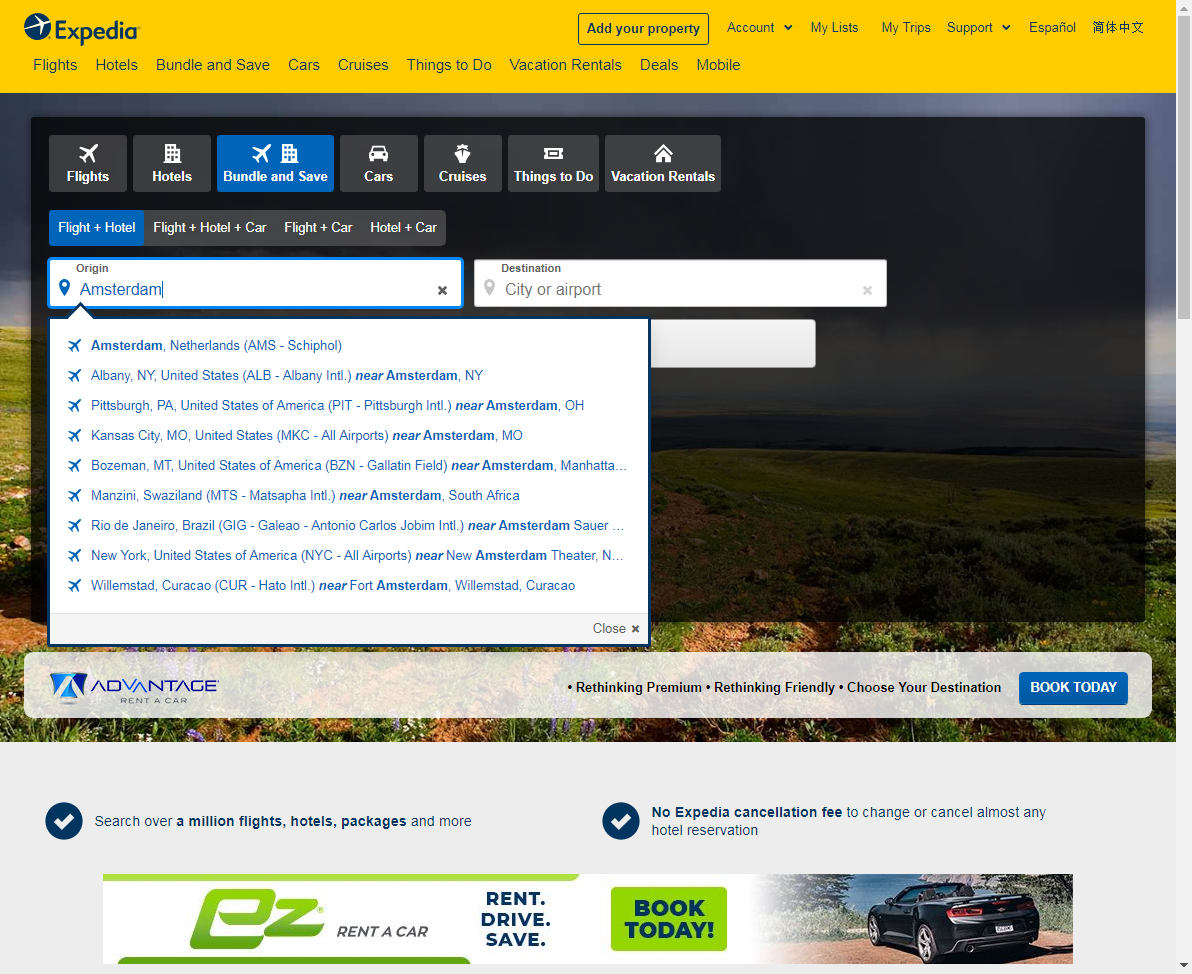 Expedia
Add your property
Account
My Lists
My Trips
Support
Español
简体中文
Flights
Hotels
Bundle and Save
Cars
Cruises
Things to Do
Vacation Rentals
Deals
Mobile
Flights
Hotels
Bundle and Save
Cars
Cruises
Things to Do
Vacation Rentals
Flight + Hotel
Flight + Hotel + Car
Flight + Car
Hotel + Car
Origin
Amsterdam
Destination
City or airport
Amsterdam, Netherlands (AMS - Schiphol)
Albany, NY, United States (ALB - Albany Intl.) near Amsterdam, NY
Pittsburgh, PA, United States of America (PIT - Pittsburgh Intl.) near Amsterdam, OH
Kansas City, MO, United States (MKC - All Airports) near Amsterdam, MO
Bozeman, MT, United States of America (BZN - Gallatin Field) near Amsterdam, Manhatta…
Manzini, Swaziland (MTS - Matsapha Intl.) near Amsterdam, South Africa
Rio de Janeiro, Brazil (GIG - Galeao - Antonio Carlos Jobim Intl.) near Amsterdam Sauer …
New York, United States of America (NYC - All Airports) near New Amsterdam Theater, N…
Willemstad, Curacao (CUR - Hato Intl.) near Fort Amsterdam, Willemstad, Curacao
Close
ADVANTAGE
RENT A CAR
• Rethinking Premium • Rethinking Friendly • Choose Your Destination
BOOK TODAY
Search over a million flights, hotels, packages and more
No Expedia cancellation fee to change or cancel almost any
hotel reservation
ez
RENT A CAR
RENT.
DRIVE.
SAVE.
BOOK
TODAY!